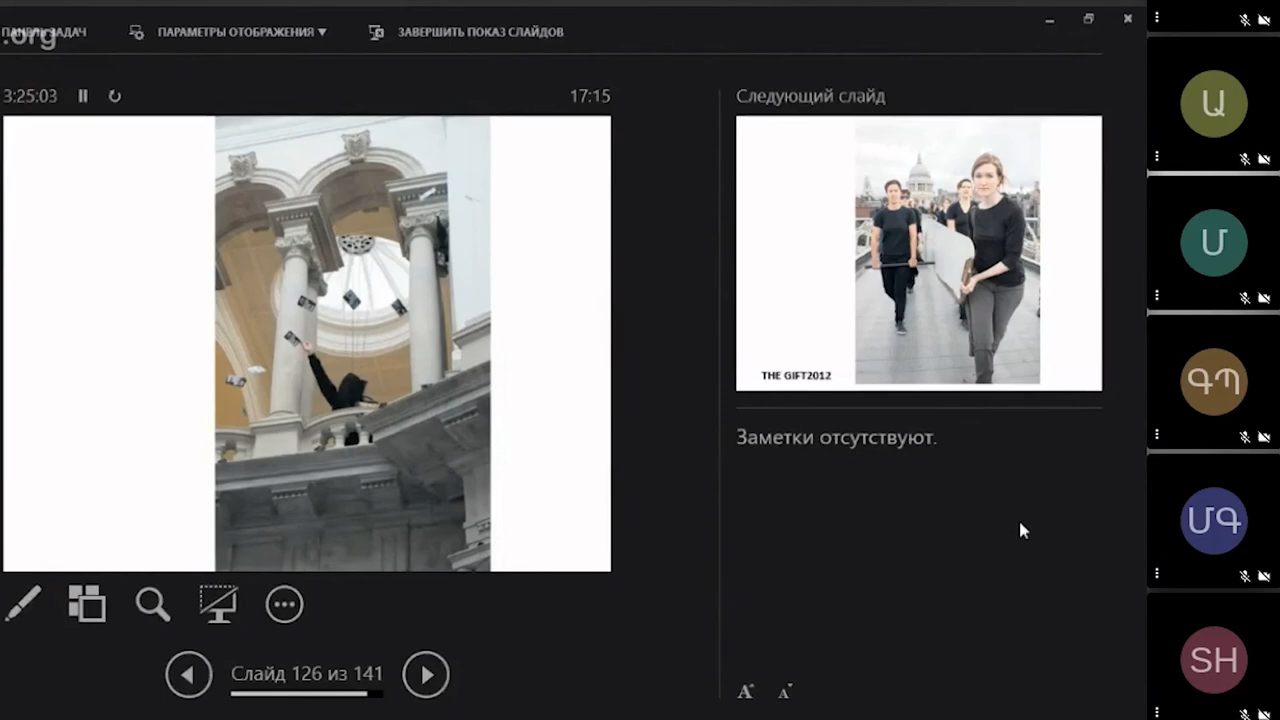 ПАНЕЛЬ ЗАДАЧ
ПАРАМЕТРЫ ОТОБРАЖЕНИЯ
ЗАВЕРШИТЬ ПОКАЗ СЛАЙДОВ
.org
3:25:03
17:15
Следующий слайд
THE GIFT2012
Заметки отсутствуют.
Слайд 126 из 141
A
A
Ա
Մ
ԳՊ
ՄԳ
SH